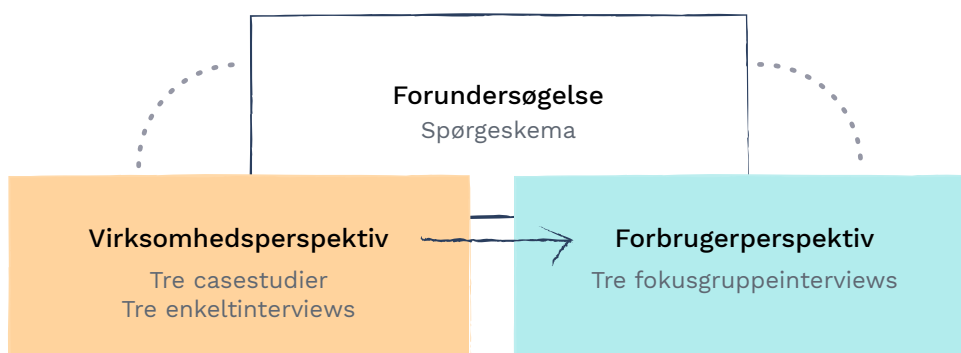 Forundersøgelse
Spørgeskema
Virksomhedsperspektiv
Tre casestudier
Tre enkeltinterviews
Forbrugerperspektiv
Tre fokusgruppeinterviews